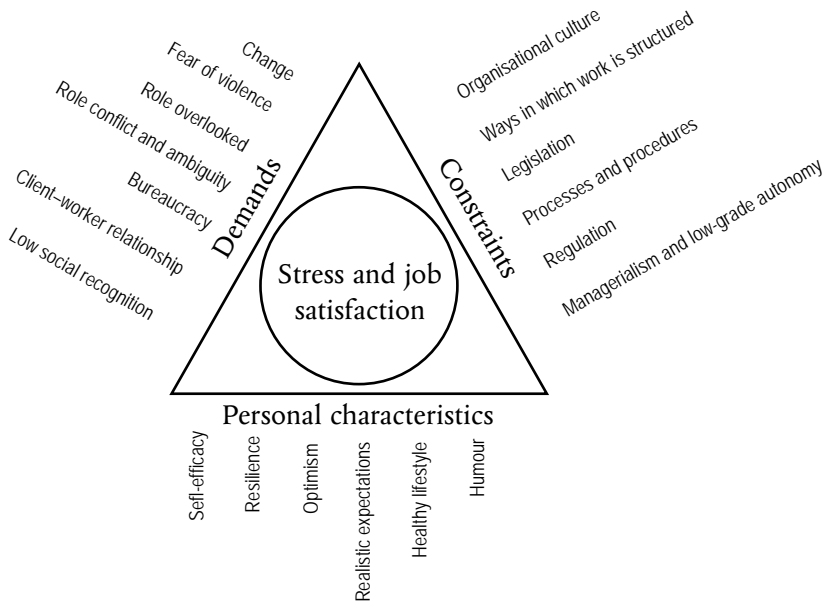 Change
Fear of violence
Role overlooked
Role conflict and ambiguity
Bureaucracy
Client–worker relationship
Low social recognition
Demands
Organisational culture
Ways in which work is structured
Legislation
Processes and procedures
Regulation
Managerialism and low-grade autonomy
Constraints
Stress and job
satisfaction
Personal characteristics
Sefl-efficacy
Resilience
Optimism
Realistic expectations
Healthy lifestyle
Humour